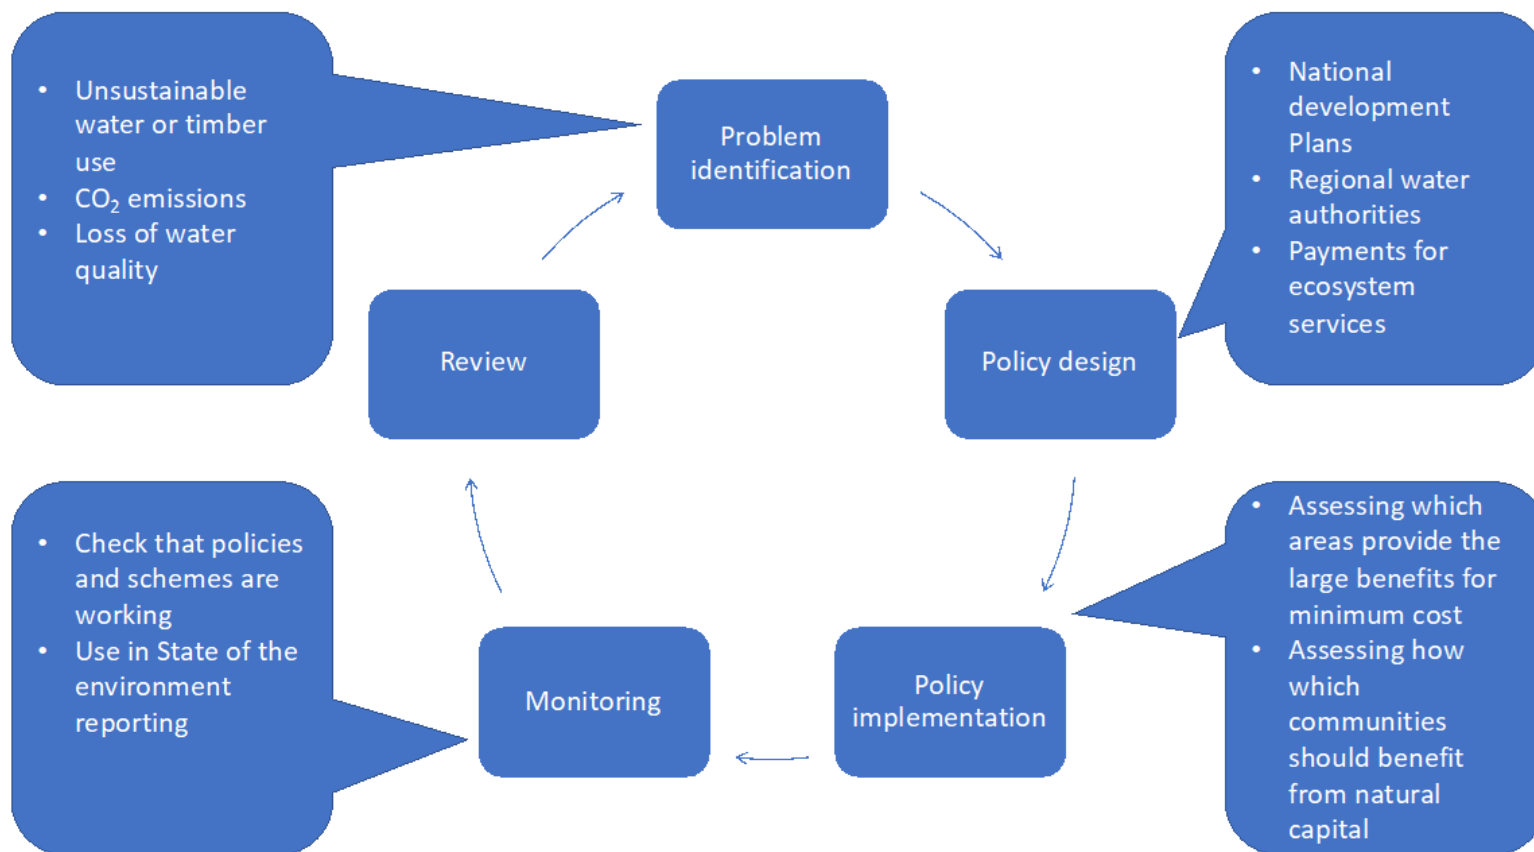 • Unsustainable
water or timber
use
• CO₂ emissions
• Loss of water
quality
Problem
identification
• National
development
Plans
• Regional water
authorities
• Payments for
ecosystem
services
Review
Policy design
• Check that policies
and schemes are
working
• Use in State of the
environment
reporting
Monitoring
Policy
implementation
• Assessing which
areas provide the
large benefits for
minimum cost
• Assessing how
which
communities
should benefit
from natural
capital